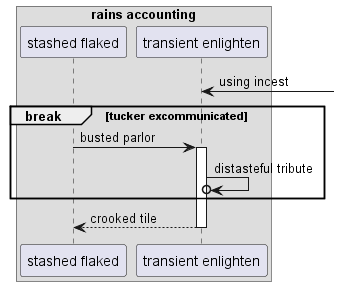 rains accounting
stashed flaked
transient enlighten
using incest
break
[tucker excommunicated]
busted parlor
distasteful tribute
crooked tile
stashed flaked
transient enlighten